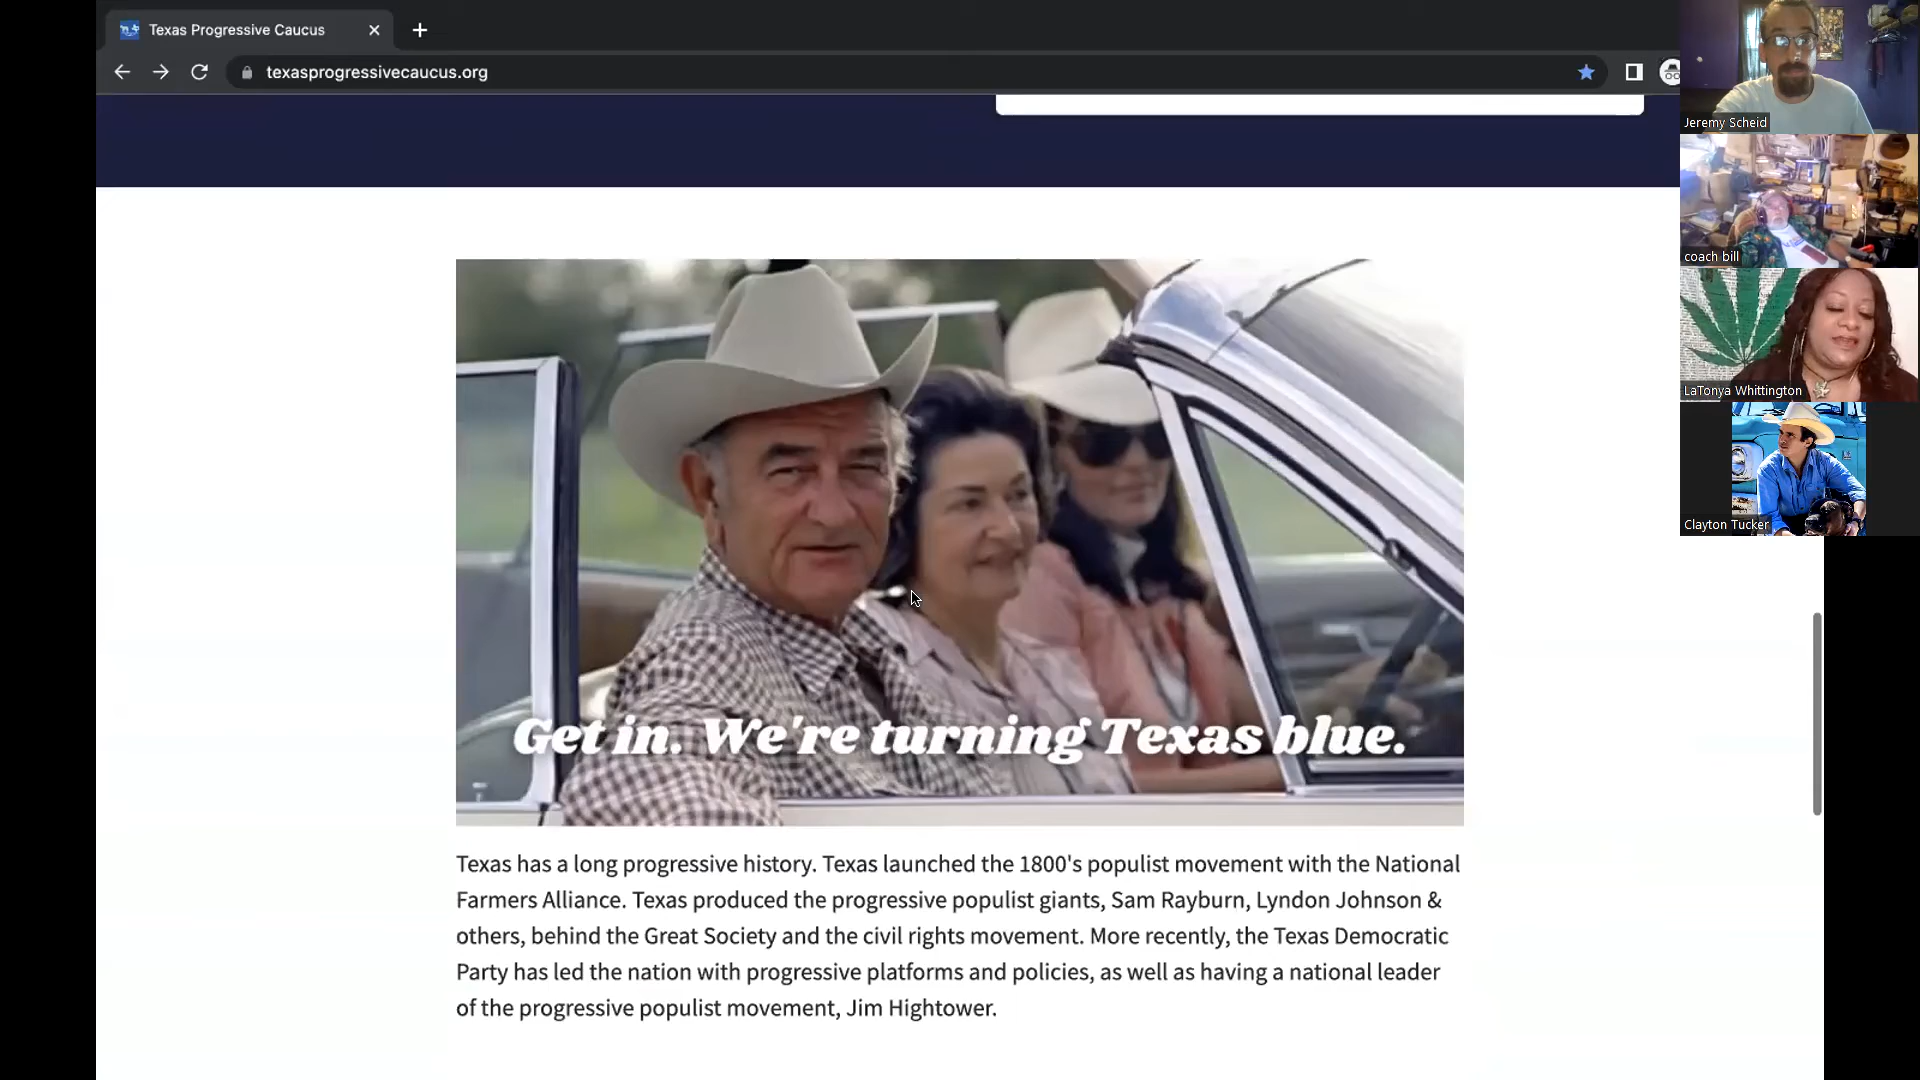 Texas Progressive Caucus
texasprogressivecaucus.org
Jeremy Scheid
coach bill
LaTonya Whittington
Clayton Tucker
Get in. We're turning Texas blue.
Texas has a long progressive history. Texas launched the 1800's populist movement with the National
Farmers Alliance. Texas produced the progressive populist giants, Sam Rayburn, Lyndon Johnson &
others, behind the Great Society and the civil rights movement. More recently, the Texas Democratic
Party has led the nation with progressive platforms and policies, as well as having a national leader
of the progressive populist movement, Jim Hightower.